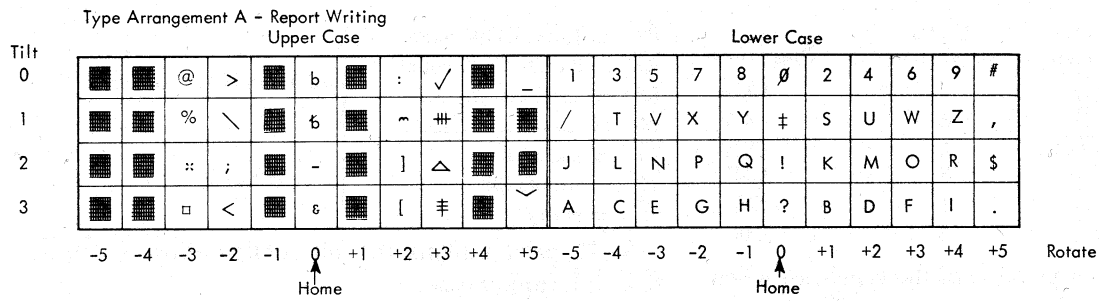 Type Arrangement A – Report Writing
Upper Case Lower Case
Tilt
0 @ > b : √ _ 1 3 5 7 8 Ø 2 4 6 9 #
1 % \ ␢ ⧻ / T V X Y ‡ S U W Z ,
2 ; – ] △ J L N P Q ! K M O R $
3 □ < & [ A C E G H ? B D F I .
-5 -4 -3 -2 -1 0 +1 +2 +3 +4 +5 -5 -4 -3 -2 -1 0 +1 +2 +3 +4 +5 Rotate
Home Home